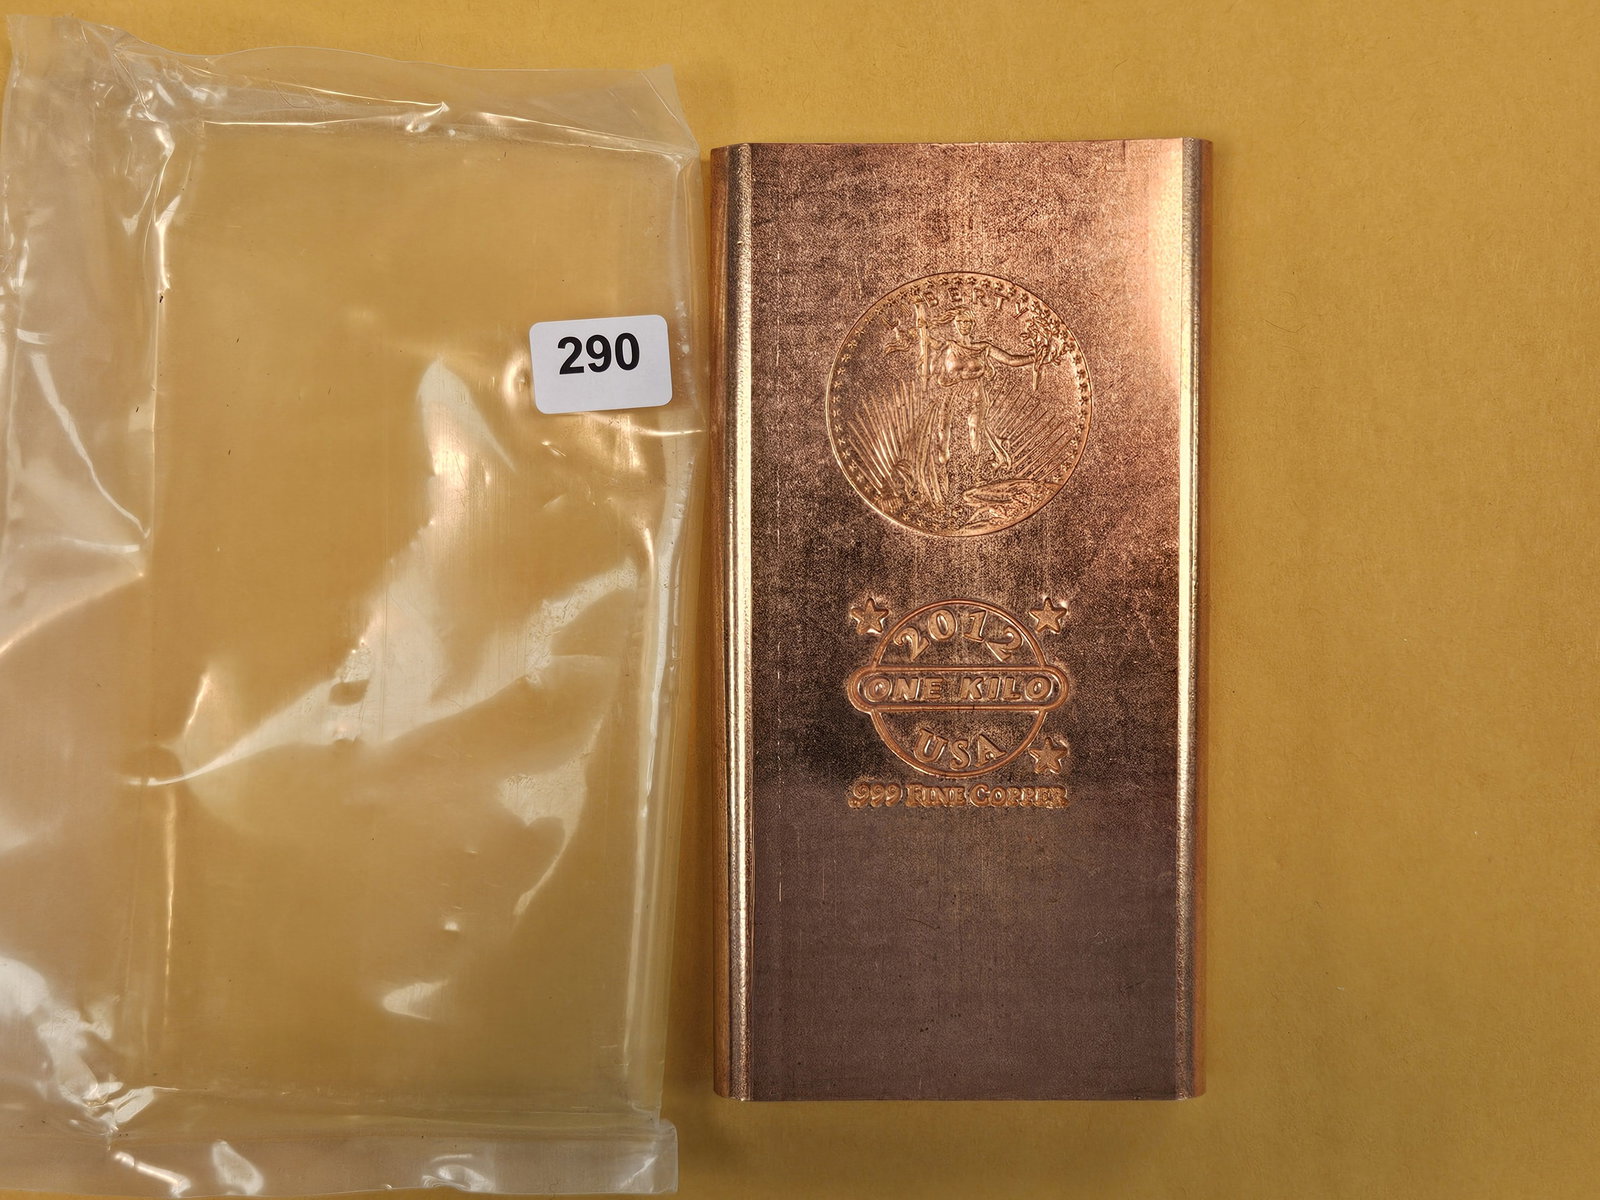 290
LIBERTY
2012
ONE KILO
USA
.999 FINE COPPER